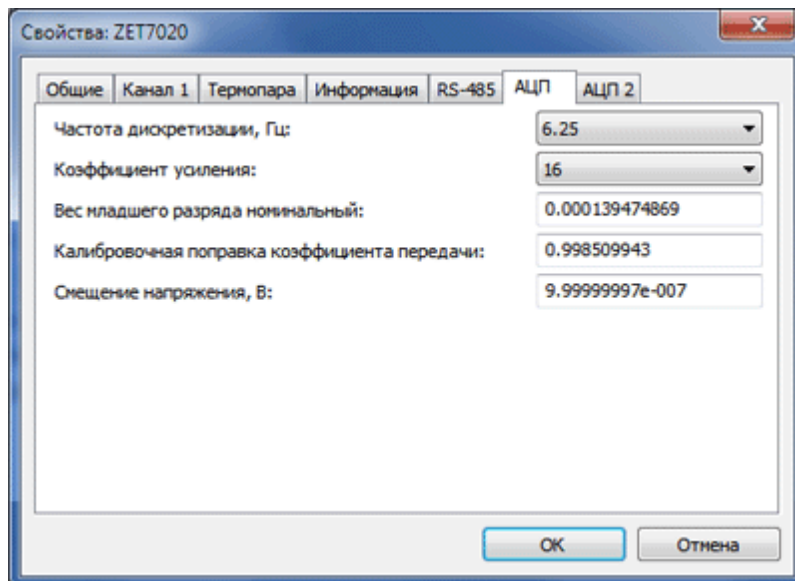 Свойства: ZET7020
Общие Канал 1 Термопара Информация RS-485 АЦП АЦП 2
Частота дискретизации, Гц: 6.25
Коэффициент усиления: 16
Вес младшего разряда номинальный: 0.000139474869
Калибровочная поправка коэффициента передачи: 0.998509943
Смещение напряжения, В: 9.99999997e-007
OK Отмена